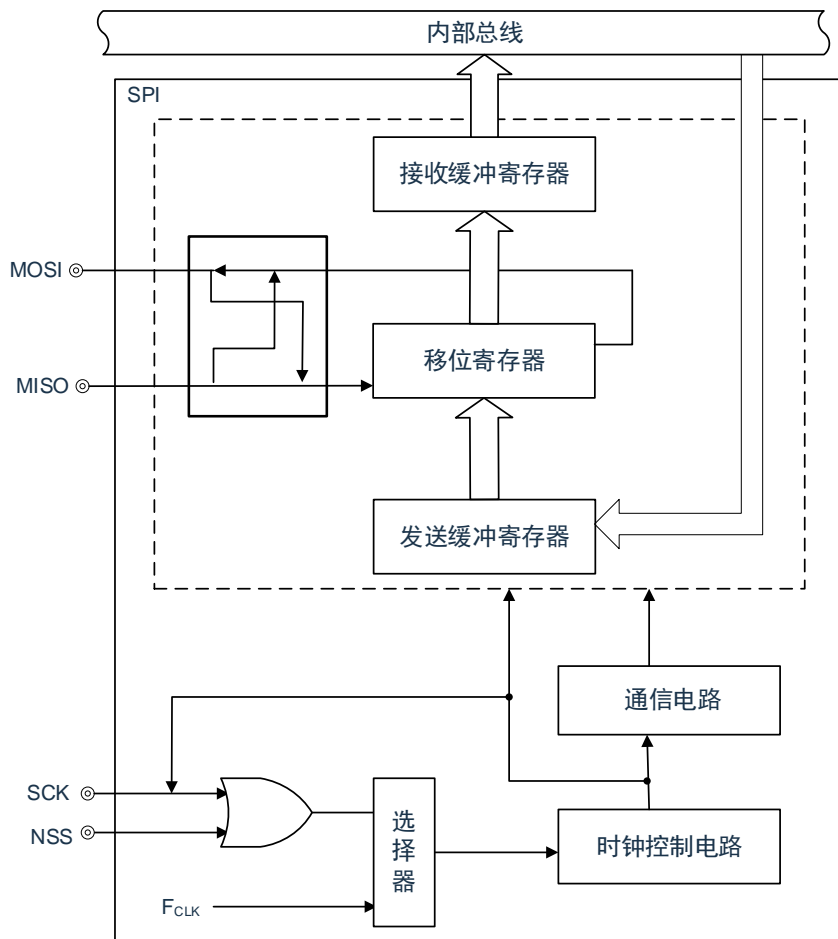 内部总线
SPI
接收缓冲寄存器
MOSI
移位寄存器
MISO
发送缓冲寄存器
通信电路
SCK
NSS
选择器
时钟控制电路
FCLK